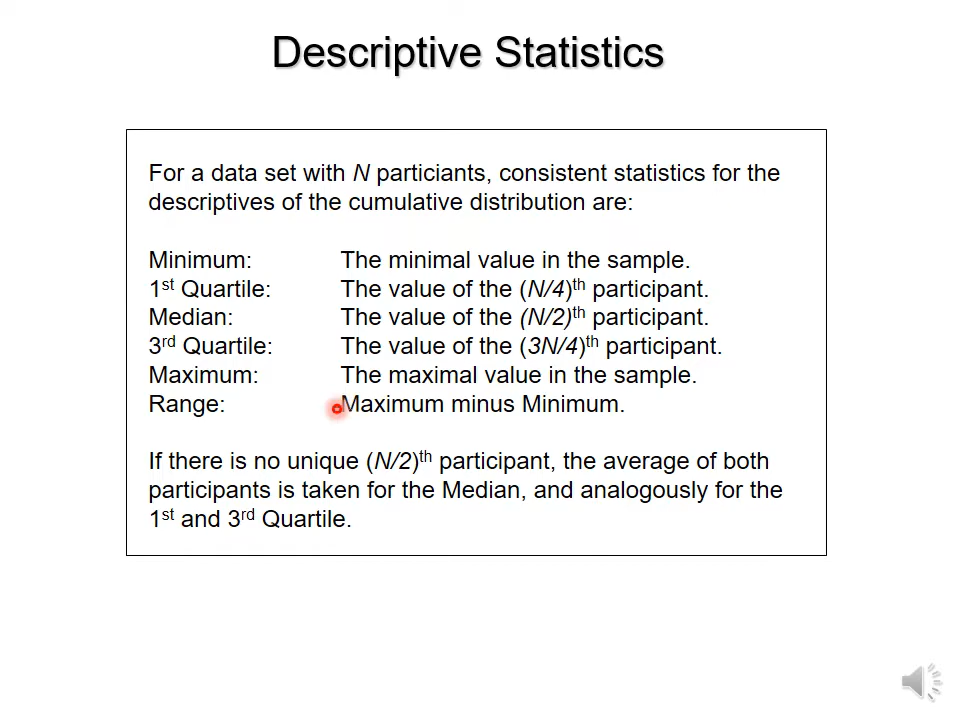 Descriptive Statistics
For a data set with N particiants, consistent statistics for the
descriptives of the cumulative distribution are:
Minimum: The minimal value in the sample.
1st Quartile: The value of the (N/4)th participant.
Median: The value of the (N/2)th participant.
3rd Quartile: The value of the (3N/4)th participant.
Maximum: The maximal value in the sample.
Range: Maximum minus Minimum.
If there is no unique (N/2)th participant, the average of both
participants is taken for the Median, and analogously for the
1st and 3rd Quartile.